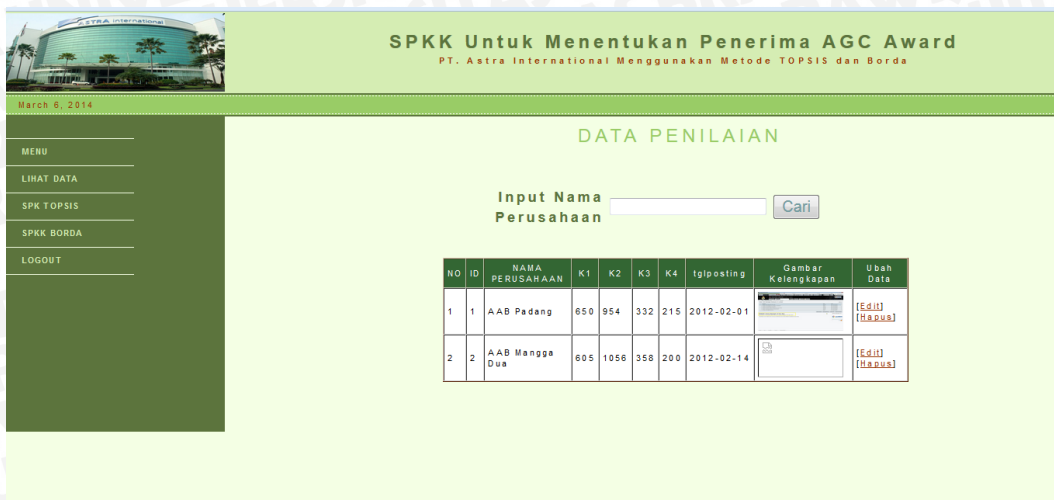 ASTRA International
SPKK Untuk Menentukan Penerima AGC Award
PT. Astra International Menggunakan Metode TOPSIS dan Borda
March 6, 2014
MENU
LIHAT DATA
SPK TOPSIS
SPKK BORDA
LOGOUT
DATA PENILAIAN
Input Nama
Perusahaan
Cari
NO ID NAMA PERUSAHAAN K1 K2 K3 K4 tglposting Gambar Kelengkapan Ubah Data
1 1 AAB Padang 650 954 332 215 2012-02-01 [Edit] [Hapus]
2 2 AAB Mangga Dua 605 1056 358 200 2012-02-14 [Edit] [Hapus]